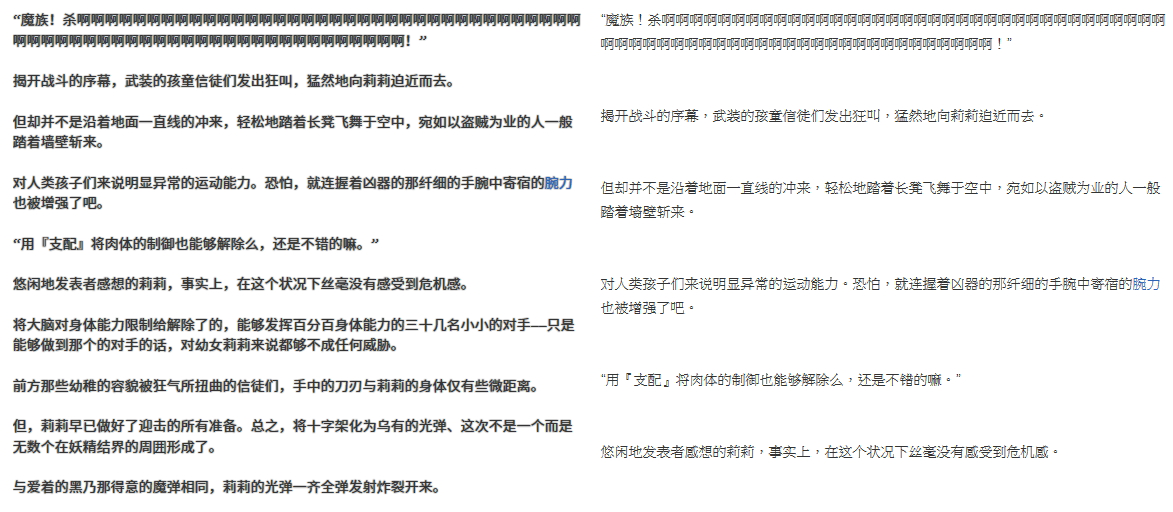 “魔族！杀啊啊啊啊啊啊啊啊啊啊啊啊啊啊啊啊啊啊啊啊啊啊啊啊啊啊啊啊啊啊啊啊啊啊啊啊
啊啊啊啊啊啊啊啊啊啊啊啊啊啊啊啊啊啊啊啊啊啊啊啊啊啊啊啊！”
揭开战斗的序幕，武装的孩童信徒们发出狂叫，猛然地向莉莉迫近而去。
但却并不是沿着地面一直线的冲来，轻松地踏着长凳飞舞于空中，宛如以盗贼为业的人一般
踏着墙壁斩来。
对人类孩子们来说明显异常的运动能力。恐怕，就连握着凶器的那纤细的手腕中寄宿的腕力
也被增强了吧。
“用『支配』将肉体的制御也能够解除么，还是不错的嘛。”
悠闲地发表者感想的莉莉，事实上，在这个状况下丝毫没有感受到危机感。
将大脑对身体能力限制给解除了的，能够发挥百分百身体能力的三十几名小小的对手——只是
能够做到那个的对手的话，对幼女莉莉来说都够不成任何威胁。
前方那些幼稚的容貌被狂气所扭曲的信徒们，手中的刀刃与莉莉的身体仅有些微距离。
但，莉莉早已做好了迎击的所有准备。总之，将十字架化为乌有的光弹、这次不是一个而是
无数个在妖精结界的周囲形成了。
与爱着的黑乃那得意的魔弹相同，莉莉的光弹一齐全弹发射炸裂开来。
“魔族！杀啊啊啊啊啊啊啊啊啊啊啊啊啊啊啊啊啊啊啊啊啊啊啊啊啊啊啊啊啊啊啊啊啊啊啊啊
啊啊啊啊啊啊啊啊啊啊啊啊啊啊啊啊啊啊啊啊啊啊啊啊啊啊啊啊！”
揭开战斗的序幕，武装的孩童信徒们发出狂叫，猛然地向莉莉迫近而去。
但却并不是沿着地面一直线的冲来，轻松地踏着长凳飞舞于空中，宛如以盗贼为业的人一般
踏着墙壁斩来。
对人类孩子们来说明显异常的运动能力。恐怕，就连握着凶器的那纤细的手腕中寄宿的腕力
也被增强了吧。
“用『支配』将肉体的制御也能够解除么，还是不错的嘛。”
悠闲地发表者感想的莉莉，事实上，在这个状况下丝毫没有感受到危机感。